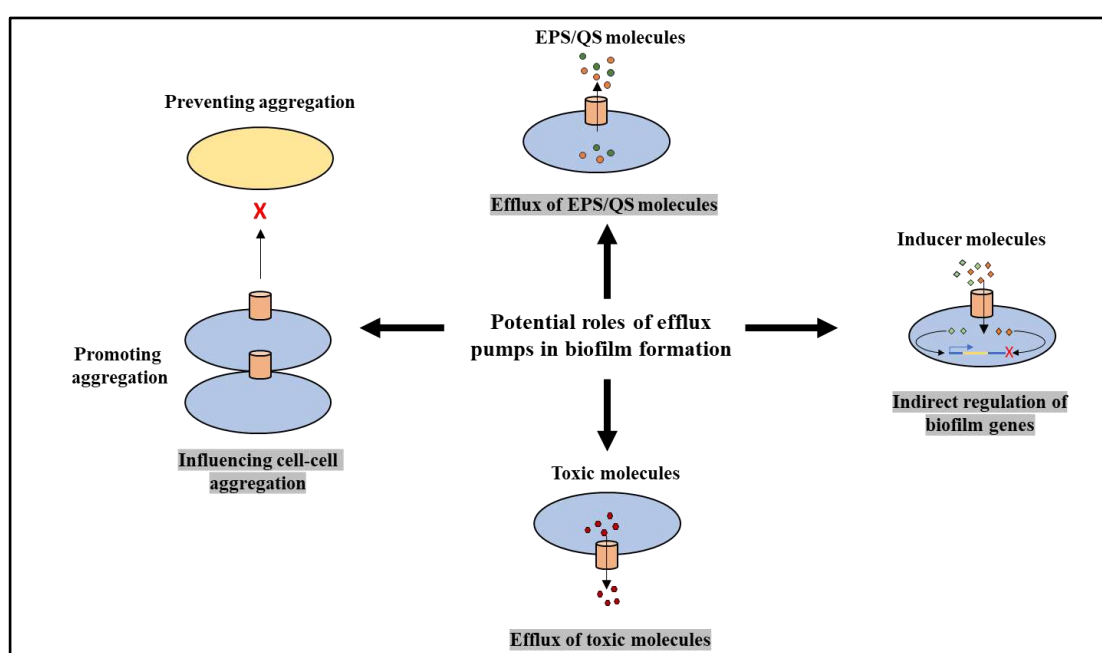 EPS/QS molecules
Efflux of EPS/QS molecules
Preventing aggregation
X
Promoting
aggregation
Influencing cell-cell
aggregation
Potential roles of efflux
pumps in biofilm formation
Inducer molecules
X
Indirect regulation of
biofilm genes
Toxic molecules
Efflux of toxic molecules